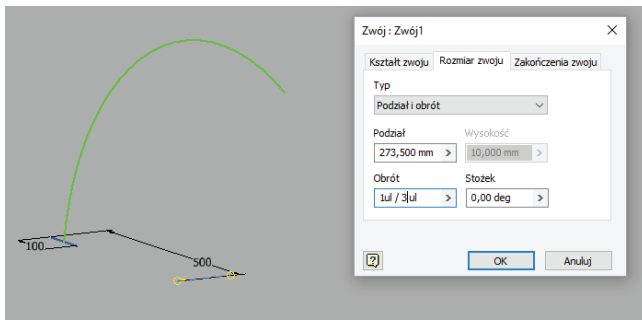 Zwój : Zwój1
Kształt zwoju Rozmiar zwoju Zakończenia zwoju
Typ
Podział i obrót
Podział Wysokość
273,500 mm 10,000 mm
Obrót Stożek
1ul / 3ul 0,00 deg
OK Anuluj
100
500